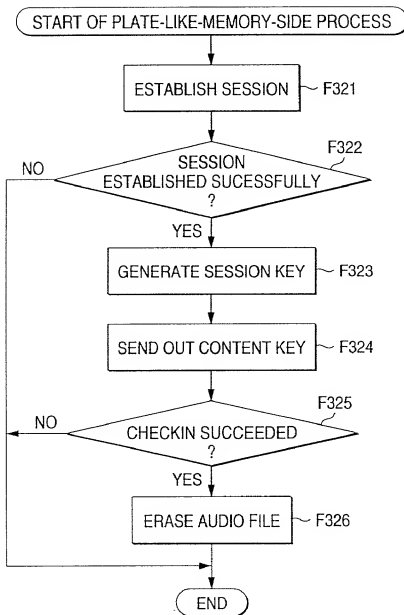 START OF PLATE-LIKE-MEMORY-SIDE PROCESS
ESTABLISH SESSION
F321
F322
NO
SESSION
ESTABLISHED SUCESSFULLY
?
YES
GENERATE SESSION KEY
F323
SEND OUT CONTENT KEY
F324
F325
NO
CHECKIN SUCCEEDED
?
YES
ERASE AUDIO FILE
F326
END